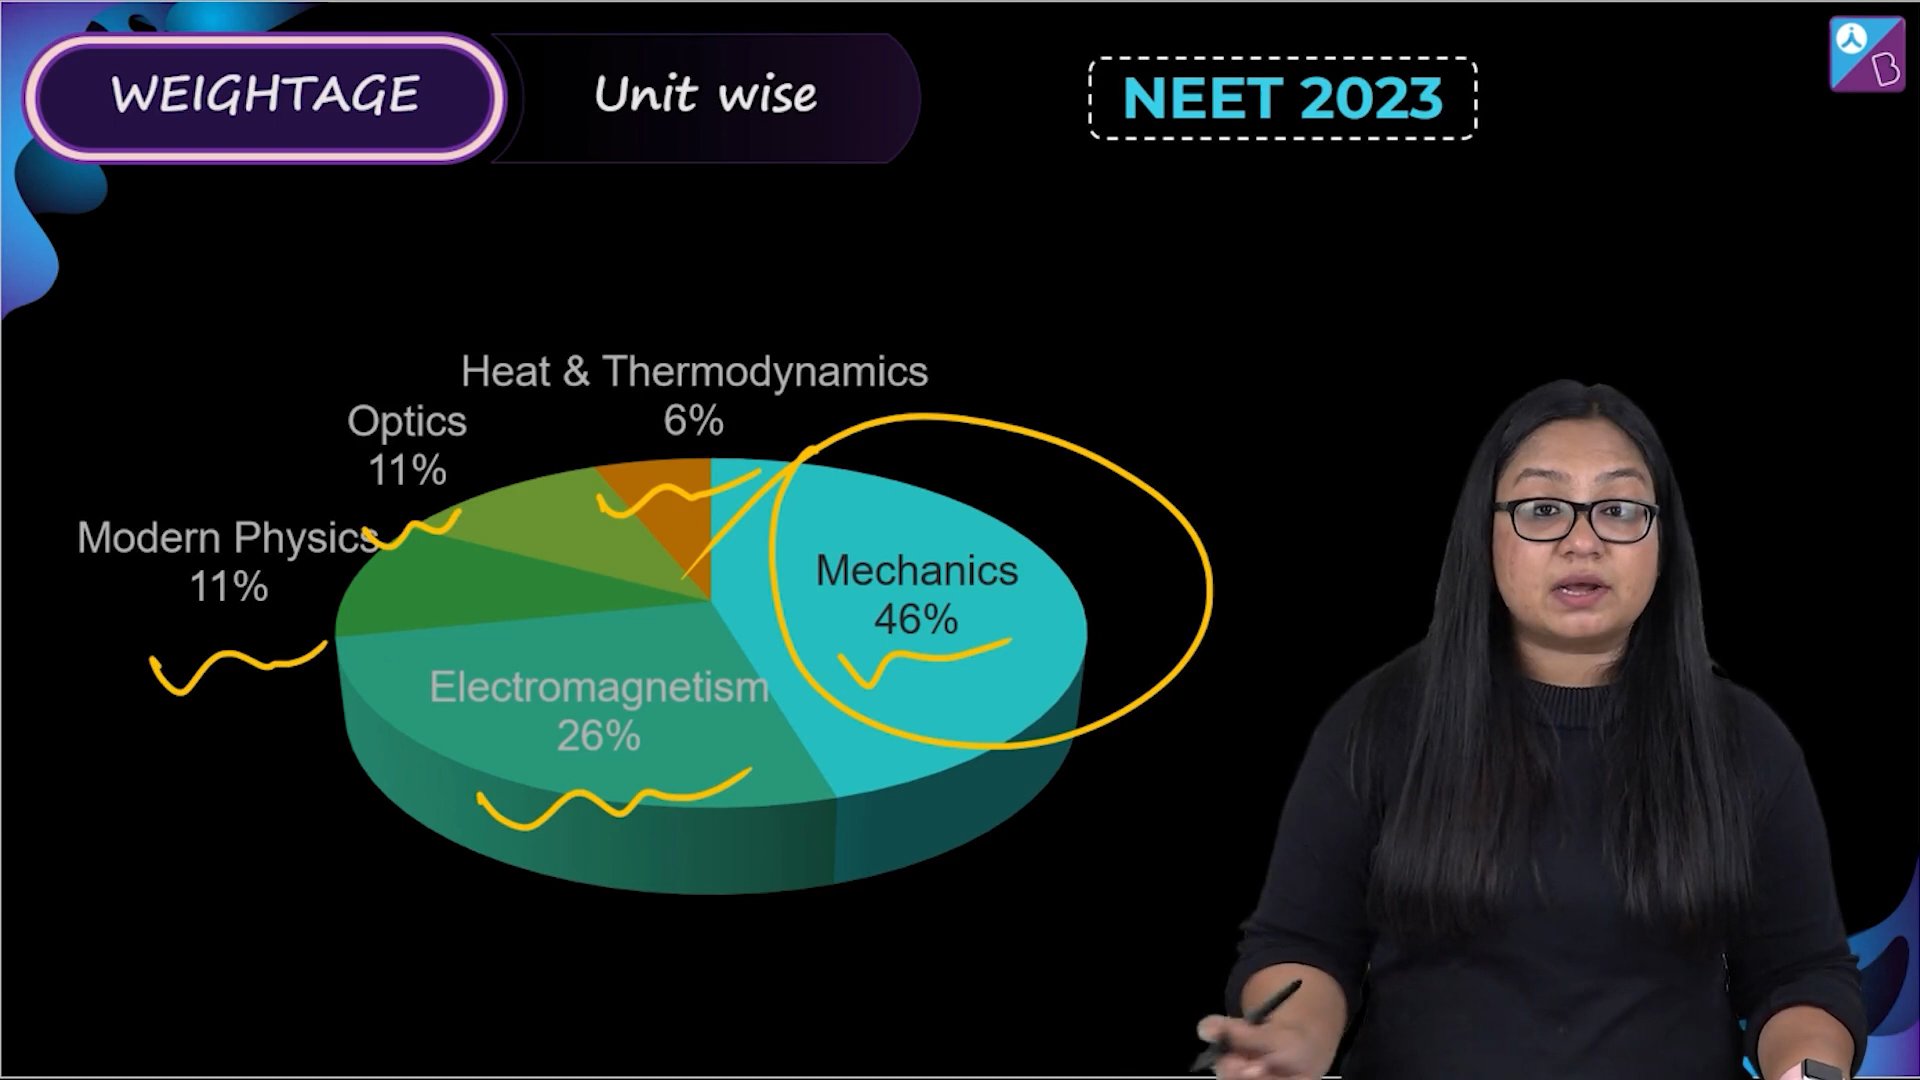 WEIGHTAGE
Unit wise
NEET 2023
Heat & Thermodynamics
6%
Optics
11%
Modern Physics
11%
Mechanics
46%
Electromagnetism
26%
B